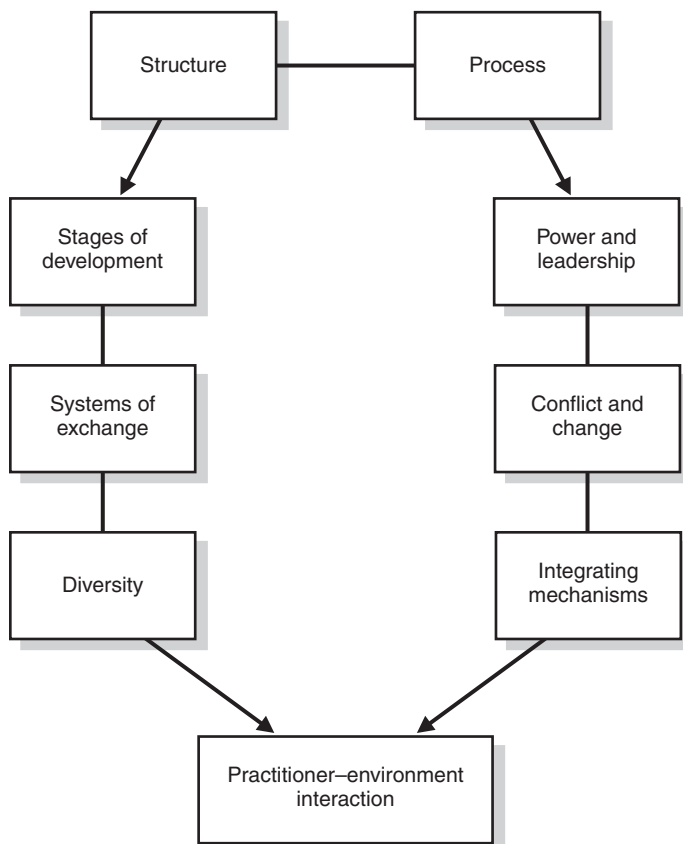 Structure
Process
Stages of
development
Power and
leadership
Systems of
exchange
Conflict and
change
Diversity
Integrating
mechanisms
Practitioner–environment
interaction